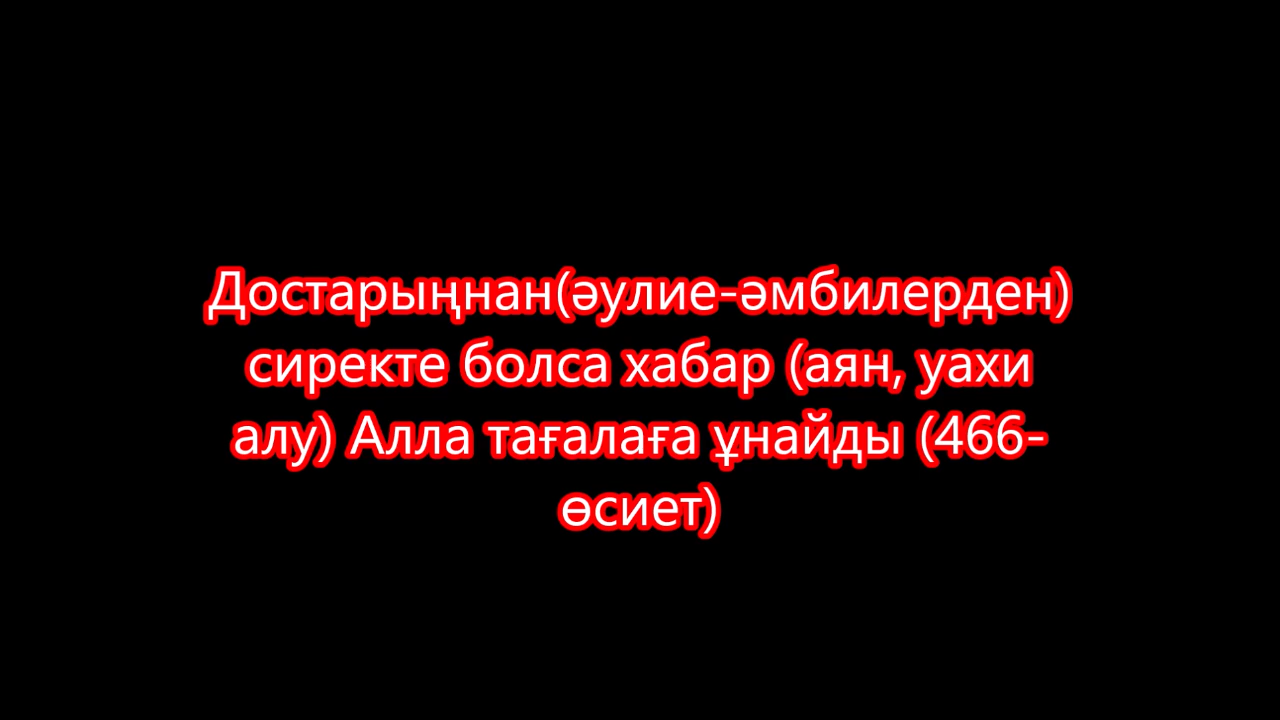 Достарыңнан(әулие-әмбилерден)
сиректе болса хабар (аян, уахи
алу) Алла тағалаға ұнайды (466-
өсиет)